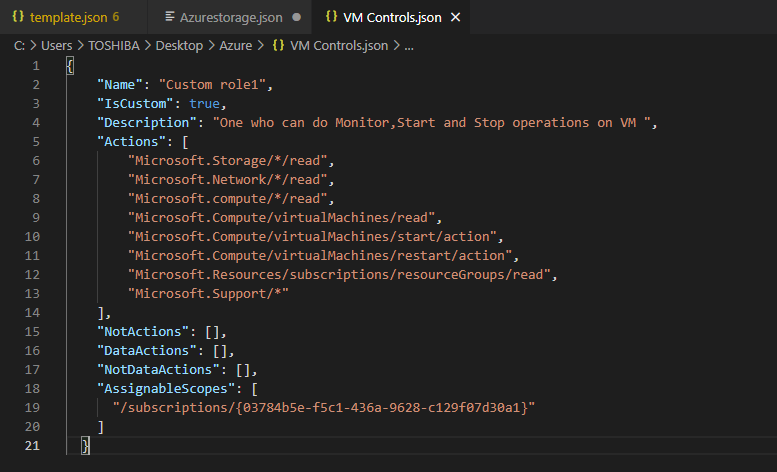 template.json 6 Azurestorage.json VM Controls.json
C: > Users > TOSHIBA > Desktop > Azure > {} VM Controls.json > ...
1 {
2 "Name": "Custom role1",
3 "IsCustom": true,
4 "Description": "One who can do Monitor,Start and Stop operations on VM ",
5 "Actions": [
6 "Microsoft.Storage/*/read",
7 "Microsoft.Network/*/read",
8 "Microsoft.compute/*/read",
9 "Microsoft.Compute/virtualMachines/read",
10 "Microsoft.Compute/virtualMachines/start/action",
11 "Microsoft.Compute/virtualMachines/restart/action",
12 "Microsoft.Resources/subscriptions/resourceGroups/read",
13 "Microsoft.Support/*"
14 ],
15 "NotActions": [],
16 "DataActions": [],
17 "NotDataActions": [],
18 "AssignableScopes": [
19 "/subscriptions/{03784b5e-f5c1-436a-9628-c129f07d30a1}"
20 ]
21 }